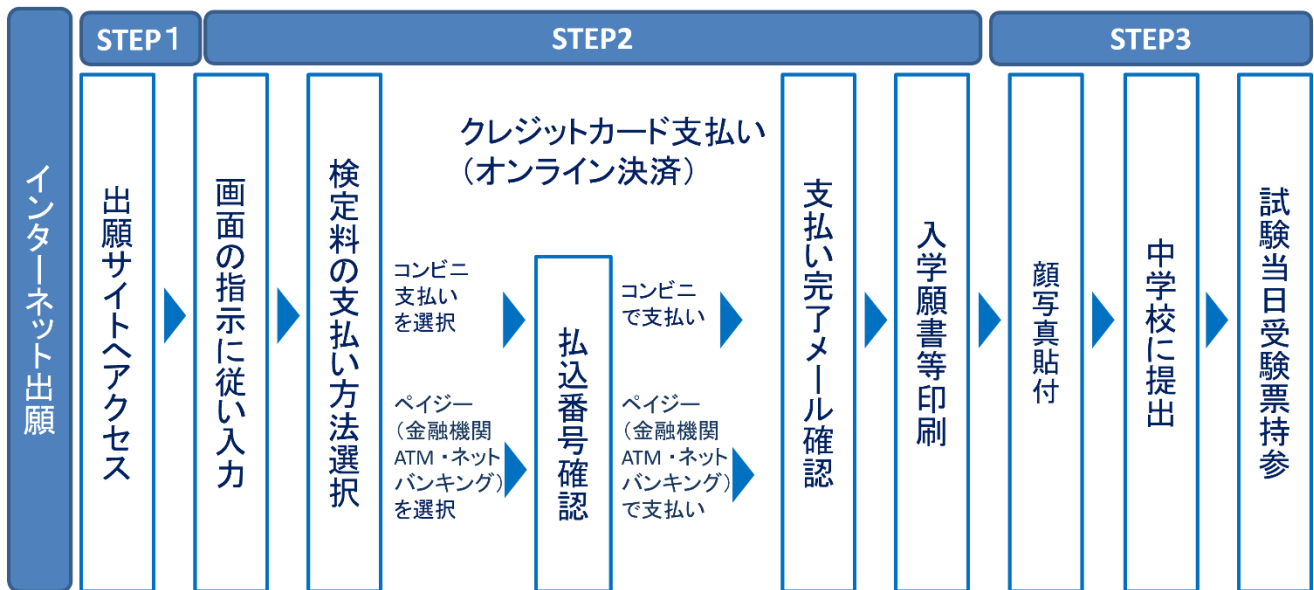 インターネット出願
STEP1
STEP2
STEP3
出願サイトへアクセス
画面の指示に従い入力
検定料の支払い方法選択
クレジットカード支払い
（オンライン決済）
コンビニ
支払い
を選択
ペイジー
（金融機関
ATM・ネット
バンキング）
を選択
払込番号確認
コンビニ
で支払い
ペイジー
（金融機関
ATM・ネット
バンキング）
で支払い
支払い完了メール確認
入学願書等印刷
顔写真貼付
中学校に提出
試験当日受験票持参